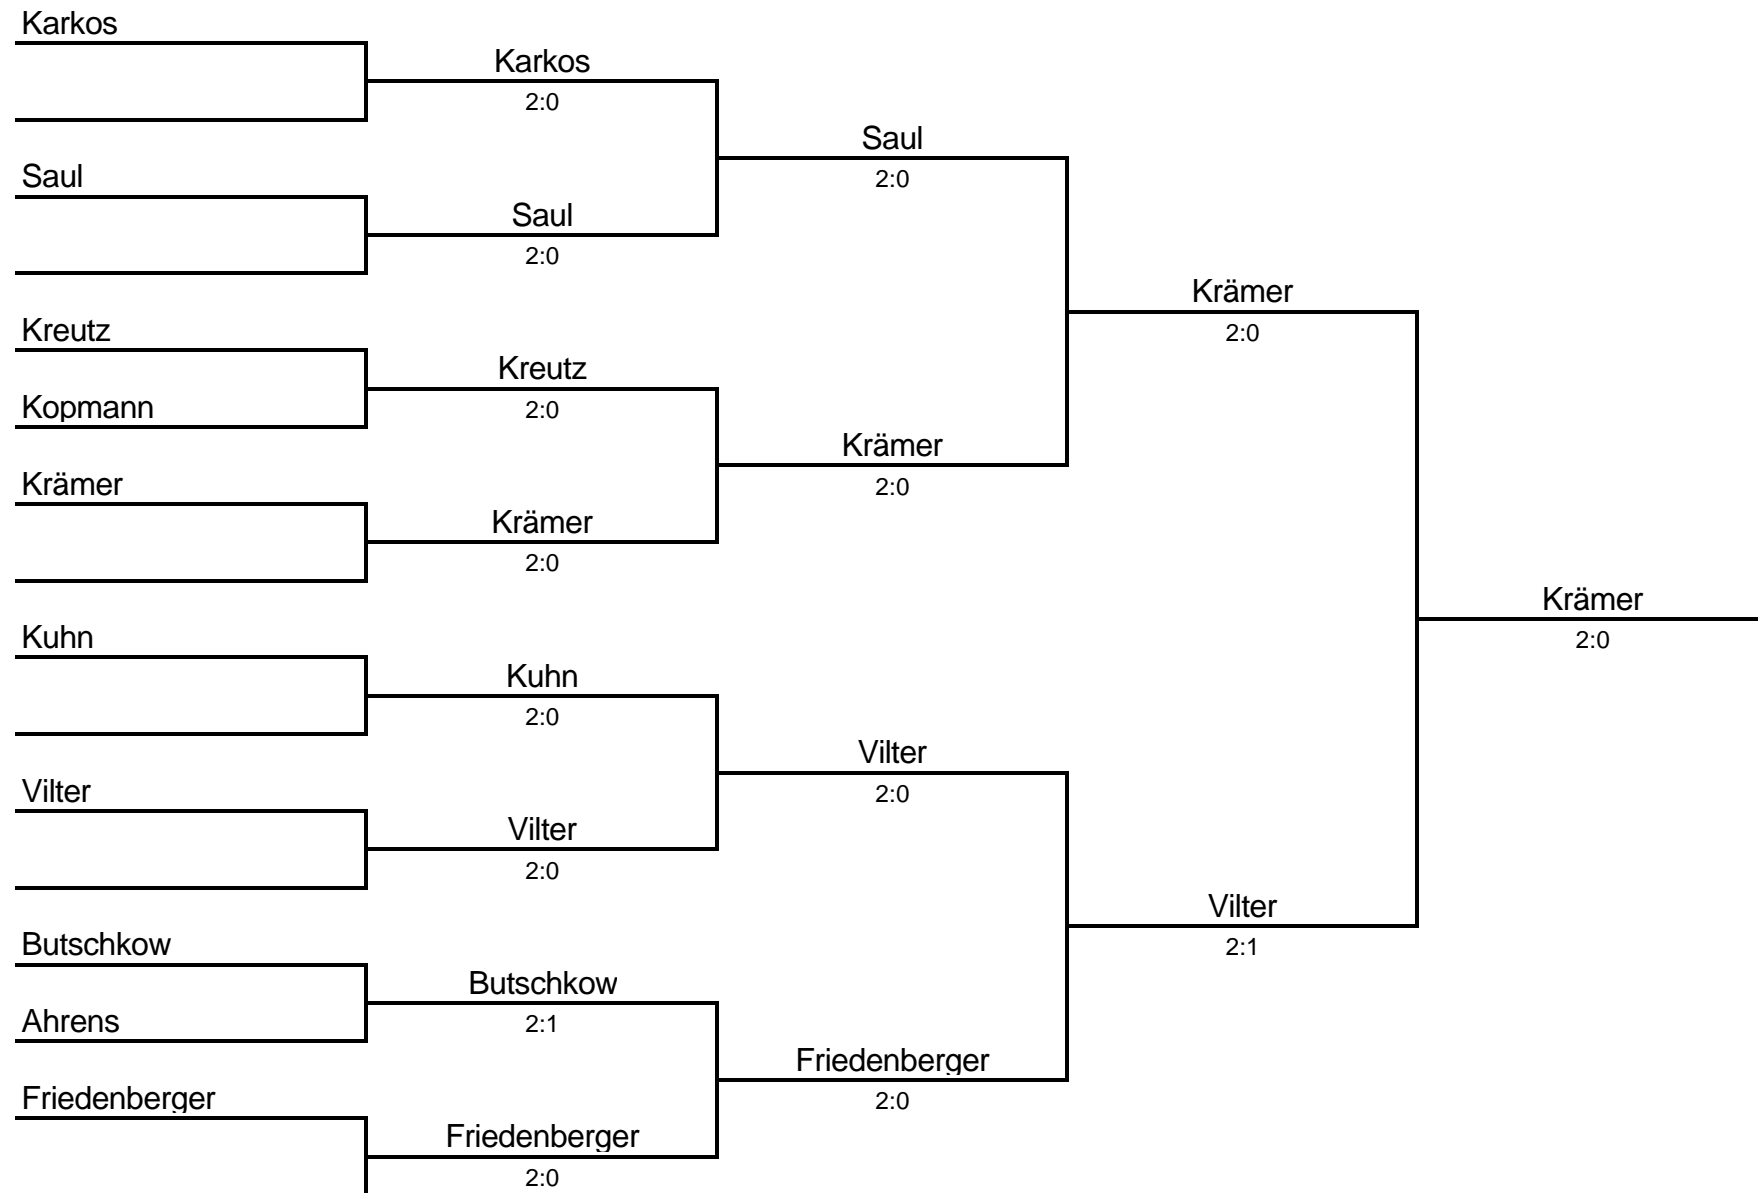 Karkos
Karkos
2:0
Saul
2:0
Saul
Saul
2:0
Krämer
2:0
Kreutz
Kreutz
2:0
Kopmann
Krämer
2:0
Krämer
Krämer
2:0
Krämer
2:0
Kuhn
Kuhn
2:0
Vilter
2:0
Vilter
Vilter
2:0
Vilter
2:1
Butschkow
Butschkow
2:1
Ahrens
Friedenberger
2:0
Friedenberger
Friedenberger
2:0